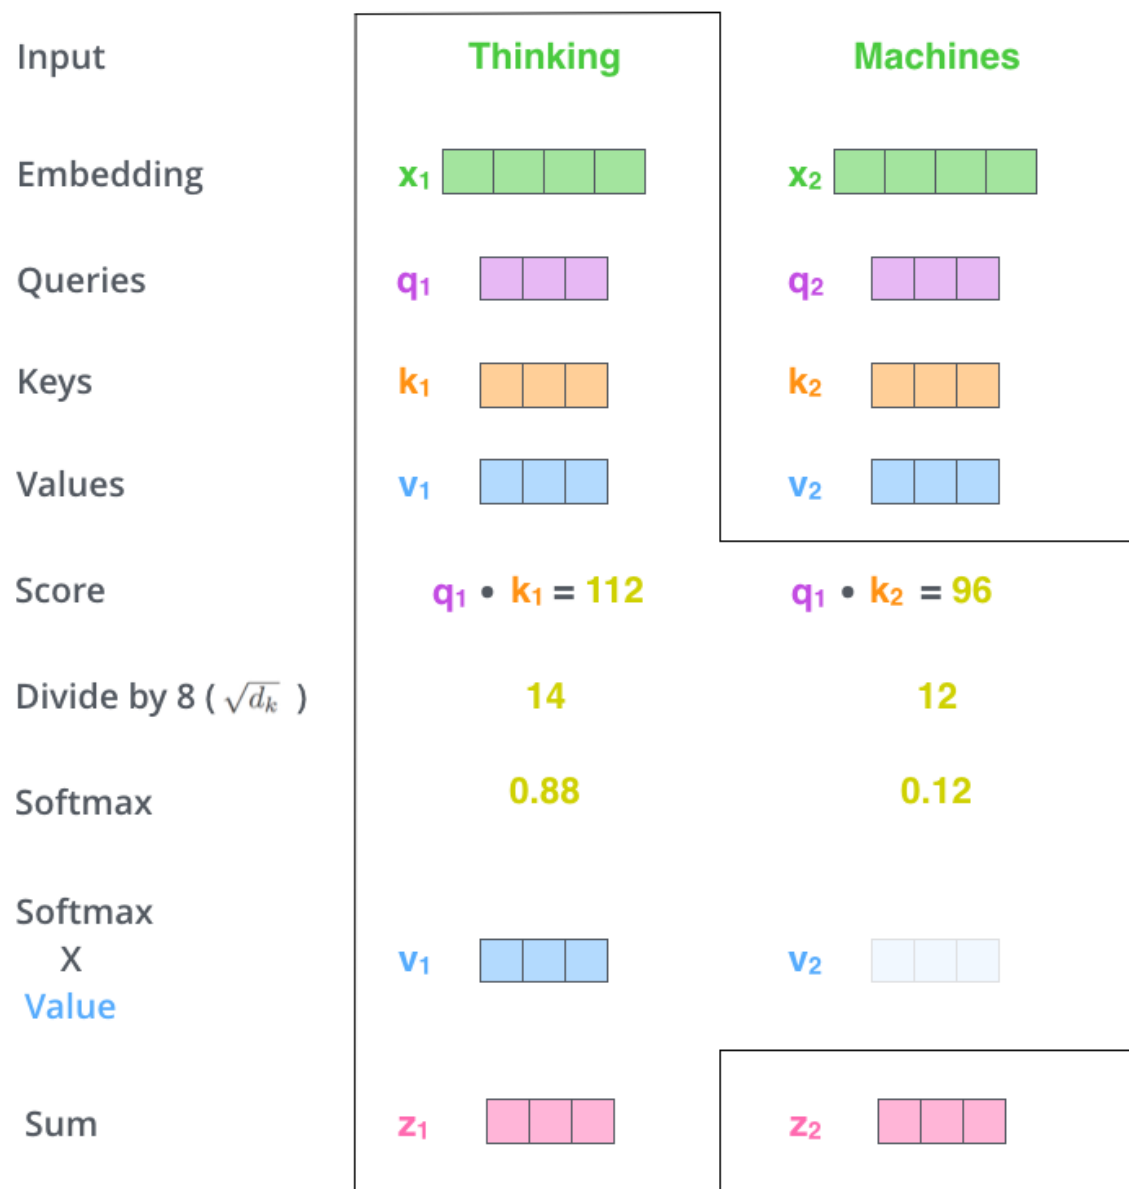 Input Thinking Machines
Embedding x₁ x₂
Queries q₁ q₂
Keys k₁ k₂
Values v₁ v₂
Score q₁ • k₁ = 112 q₁ • k₂ = 96
Divide by 8 ( √dₖ ) 14 12
Softmax 0.88 0.12
Softmax
X v₁ v₂
Value
Sum z₁ z₂